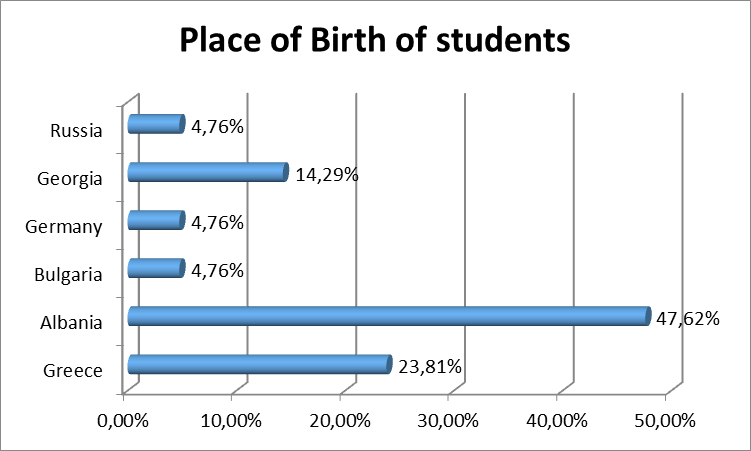 Place of Birth of students
Russia 4,76%
Georgia 14,29%
Germany 4,76%
Bulgaria 4,76%
Albania 47,62%
Greece 23,81%
0,00% 10,00% 20,00% 30,00% 40,00% 50,00%